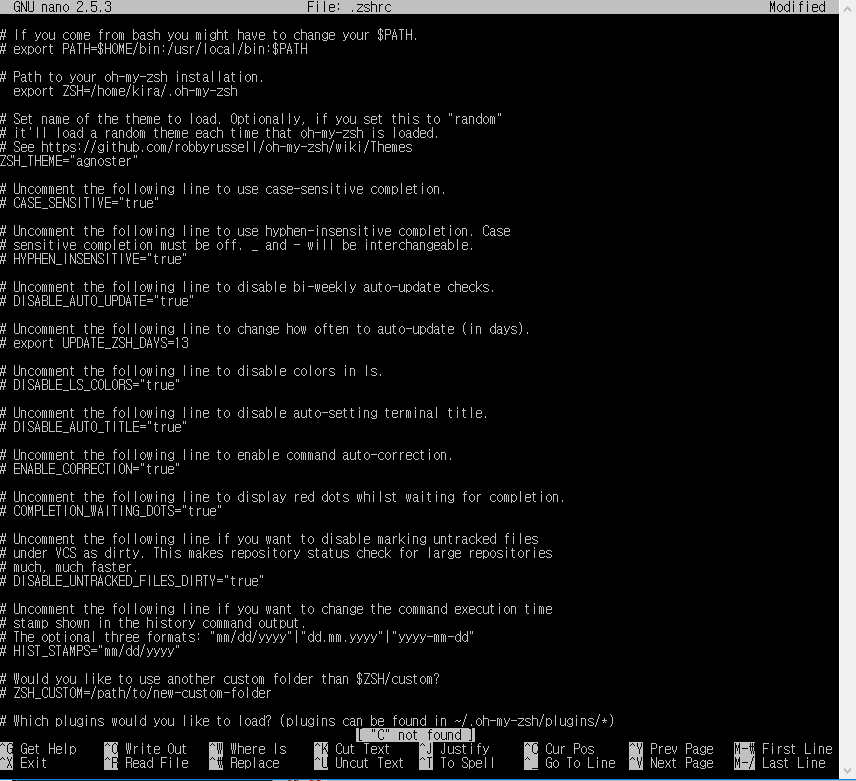 GNU nano 2.5.3 File: .zshrc Modified
# If you come from bash you might have to change your $PATH.
# export PATH=$HOME/bin:/usr/local/bin:$PATH
# Path to your oh-my-zsh installation.
export ZSH=/home/kira/.oh-my-zsh
# Set name of the theme to load. Optionally, if you set this to "random"
# it'll load a random theme each time that oh-my-zsh is loaded.
# See https://github.com/robbyrussell/oh-my-zsh/wiki/Themes
ZSH_THEME="agnoster"
# Uncomment the following line to use case-sensitive completion.
# CASE_SENSITIVE="true"
# Uncomment the following line to use hyphen-insensitive completion. Case
# sensitive completion must be off. _ and - will be interchangeable.
# HYPHEN_INSENSITIVE="true"
# Uncomment the following line to disable bi-weekly auto-update checks.
# DISABLE_AUTO_UPDATE="true"
# Uncomment the following line to change how often to auto-update (in days).
# export UPDATE_ZSH_DAYS=13
# Uncomment the following line to disable colors in ls.
# DISABLE_LS_COLORS="true"
# Uncomment the following line to disable auto-setting terminal title.
# DISABLE_AUTO_TITLE="true"
# Uncomment the following line to enable command auto-correction.
# ENABLE_CORRECTION="true"
# Uncomment the following line to display red dots whilst waiting for completion.
# COMPLETION_WAITING_DOTS="true"
# Uncomment the following line if you want to disable marking untracked files
# under VCS as dirty. This makes repository status check for large repositories
# much, much faster.
# DISABLE_UNTRACKED_FILES_DIRTY="true"
# Uncomment the following line if you want to change the command execution time
# stamp shown in the history command output.
# The optional three formats: "mm/dd/yyyy"|"dd.mm.yyyy"|"yyyy-mm-dd"
# HIST_STAMPS="mm/dd/yyyy"
# Would you like to use another custom folder than $ZSH/custom?
# ZSH_CUSTOM=/path/to/new-custom-folder
# Which plugins would you like to load? (plugins can be found in ~/.oh-my-zsh/plugins/*)
[ "C" not found ]
^G Get Help ^O Write Out ^W Where Is ^K Cut Text ^J Justify ^C Cur Pos ^Y Prev Page M-\ First Line
^X Exit ^R Read File ^\ Replace ^U Uncut Text ^T To Spell ^_ Go To Line ^V Next Page M-/ Last Line